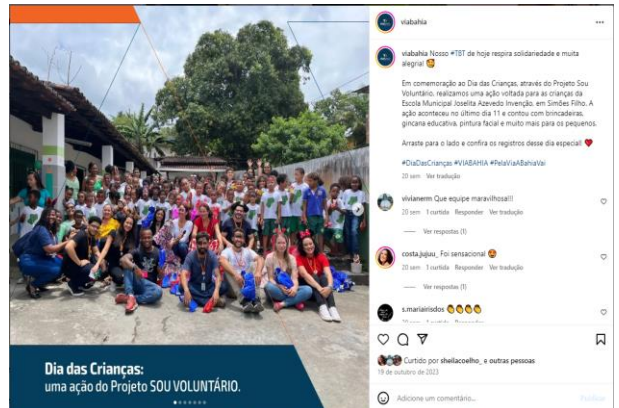 viabahia
viabahia Nosso #TBT de hoje respira solidariedade e muita
alegria!
Em comemoração ao Dia das Crianças, através do Projeto Sou
Voluntário, realizamos uma ação voltada para as crianças da
Escola Municipal Joselita Azevedo Invenção, em Simões Filho. A
ação aconteceu no último dia 11 e contou com brincadeiras,
gincana educativa, pintura facial e muito mais para os pequenos.
Arraste para o lado e confira os registros desse dia especial!
#DiaDasCrianças #VIABAHIA #PelaViaABahiaVai
20 sem Ver tradução
vivianerm Que equipe maravilhosa!!!
20 sem 1 curtida Responder Ver tradução
Ver respostas (1)
costa.jujuu_ Foi sensacional
20 sem 1 curtida Responder Ver tradução
Ver respostas (1)
s.mariairisdos
Curtido por sheilacoelho_ e outras pessoas
19 de outubro de 2023
Adicione um comentário...
Publicar
Dia das Crianças:
uma ação do Projeto SOU VOLUNTÁRIO.